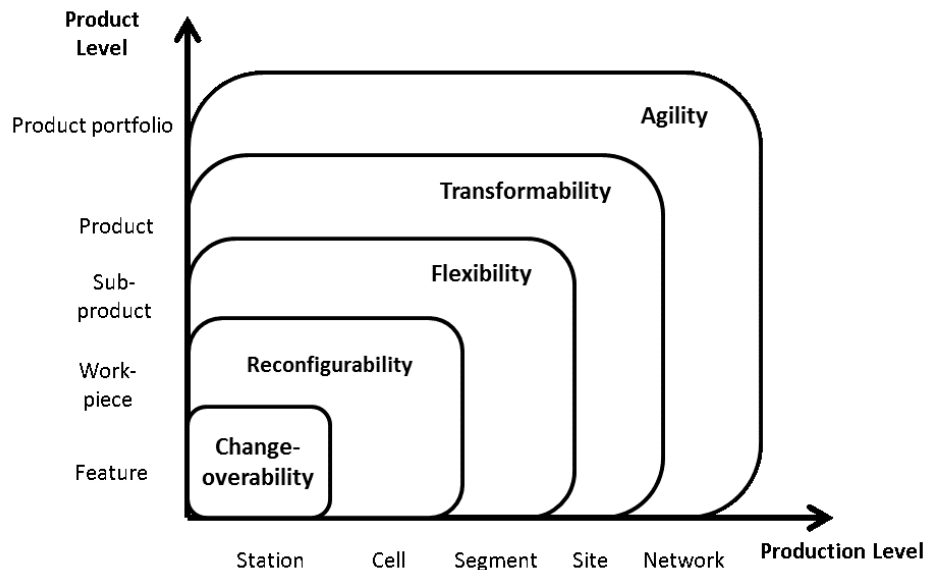 Product
Level
Product portfolio
Agility
Transformability
Product
Flexibility
Sub-
product
Reconfigurability
Work-
piece
Change-
overability
Feature
Station Cell Segment Site Network
Production Level